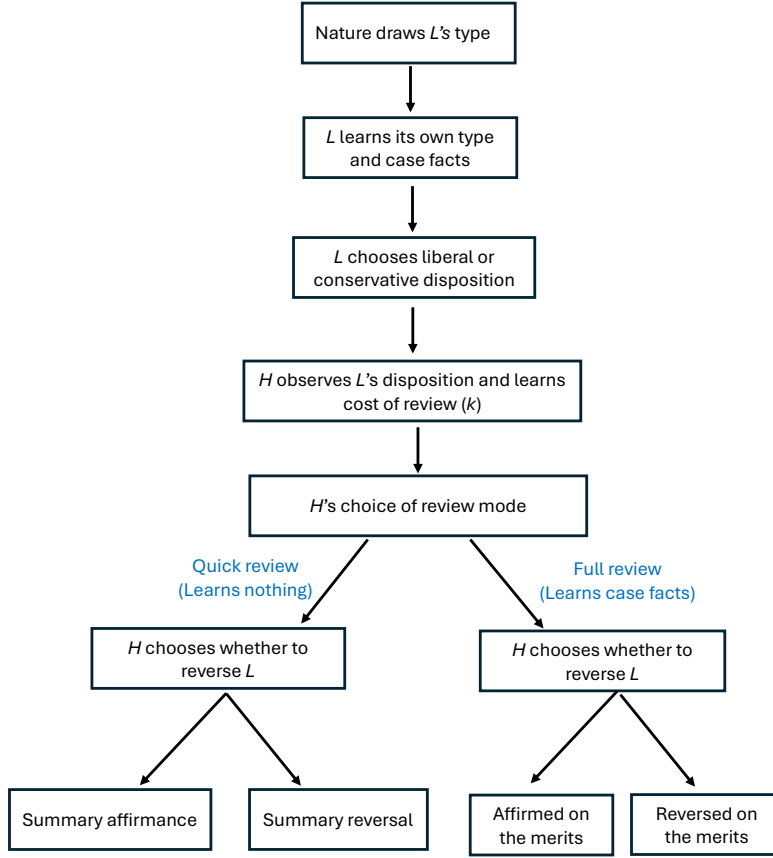 Nature draws L's type
L learns its own type
and case facts
L chooses liberal or
conservative disposition
H observes L's disposition and learns
cost of review (k)
H's choice of review mode
Quick review
(Learns nothing)
Full review
(Learns case facts)
H chooses whether to
reverse L
H chooses whether to
reverse L
Summary affirmance
Summary reversal
Affirmed on
the merits
Reversed on
the merits